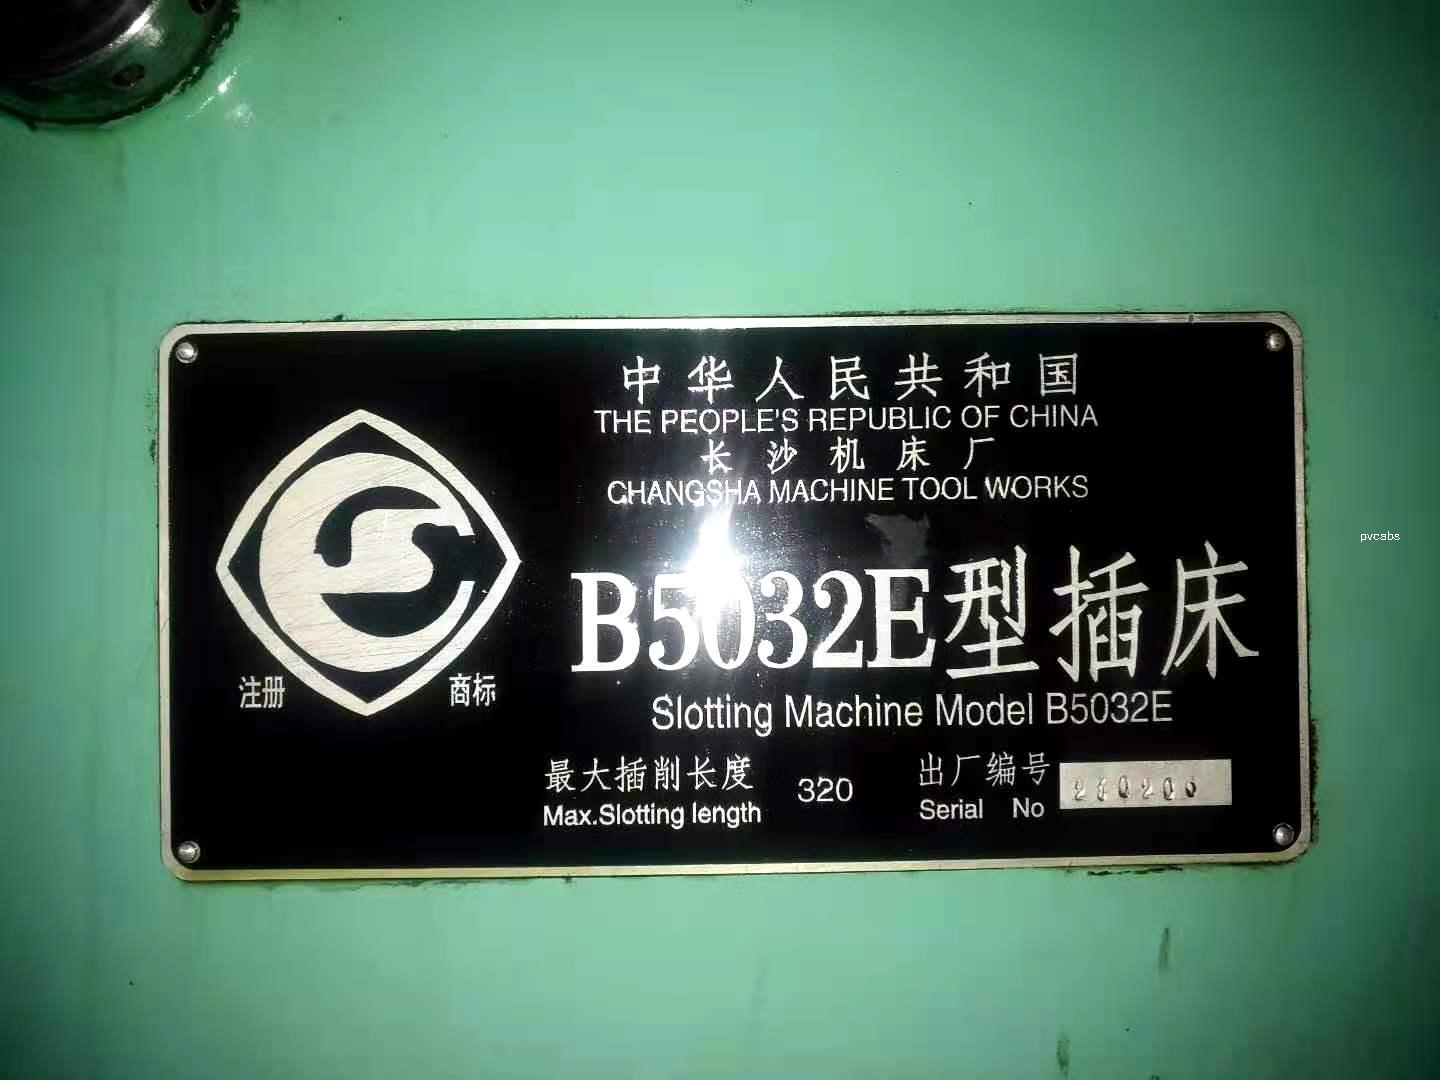 中华人民共和国
THE PEOPLE'S REPUBLIC OF CHINA
长沙机床厂
CHANGSHA MACHINE TOOL WORKS
B5032E型插床
Slotting Machine Model B5032E
注册 商标
最大插削长度 320 出厂编号
Max.Slotting length Serial No
pvcabs